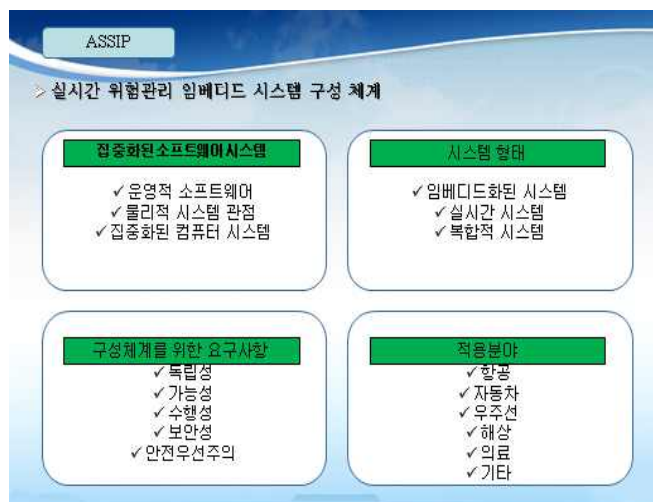 ASSIP
실시간 위험관리 임베디드 시스템 구성 체계
집중화된소프트웨어시스템
✓운영적 소프트웨어
✓물리적 시스템 관점
✓집중화된 컴퓨터 시스템
시스템 형태
✓임베디드화된 시스템
✓실시간 시스템
✓복합적 시스템
구성체계를 위한 요구사항
✓독립성
✓가능성
✓수행성
✓보안성
✓안전우선주의
적용분야
✓항공
✓자동차
✓우주선
✓해상
✓의료
✓기타